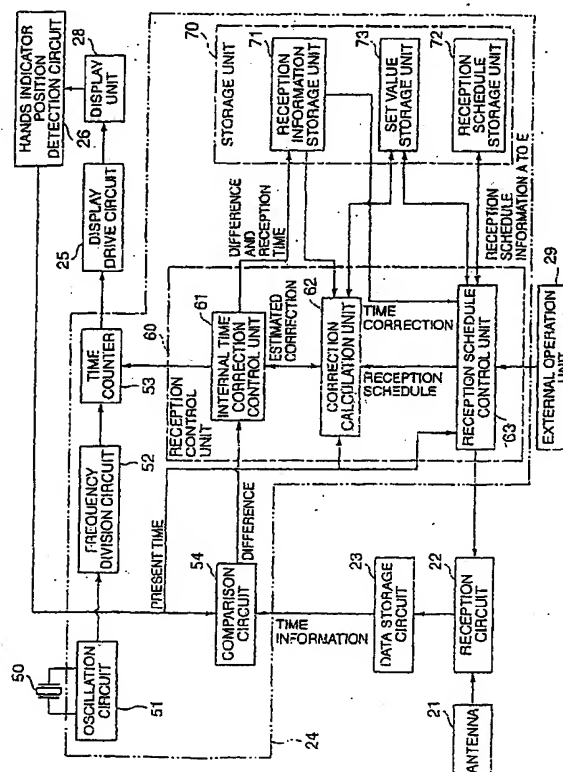 50
OSCILLATION
CIRCUIT
51
FREQUENCY
DIVISION CIRCUIT
52
TIME
COUNTER
53
DISPLAY
DRIVE CIRCUIT
25
DISPLAY
UNIT
28
HANDS INDICATOR
POSITION
DETECTION CIRCUIT
26
PRESENT TIME
COMPARISON
CIRCUIT
54
DIFFERENCE
TIME
INFORMATION
DATA STORAGE
CIRCUIT
23
RECEPTION
CIRCUIT
22
ANTENNA
21
24
60
RECEPTION CONTROL
UNIT
INTERNAL TIME
CORRECTION
CONTROL UNIT
61
ESTIMATED
CORRECTION
CORRECTION
CALCULATION UNIT
62
RECEPTION
SCHEDULE
TIME
CORRECTION
RECEPTION SCHEDULE
CONTROL UNIT
63
EXTERNAL OPERATION
UNIT
29
DIFFERENCE
AND
RECEPTION
TIME
RECEPTION SCHEDULE
INFORMATION A TO E
STORAGE UNIT
70
RECEPTION
INFORMATION
STORAGE UNIT
71
SET VALUE
STORAGE UNIT
73
RECEPTION
SCHEDULE
STORAGE UNIT
72